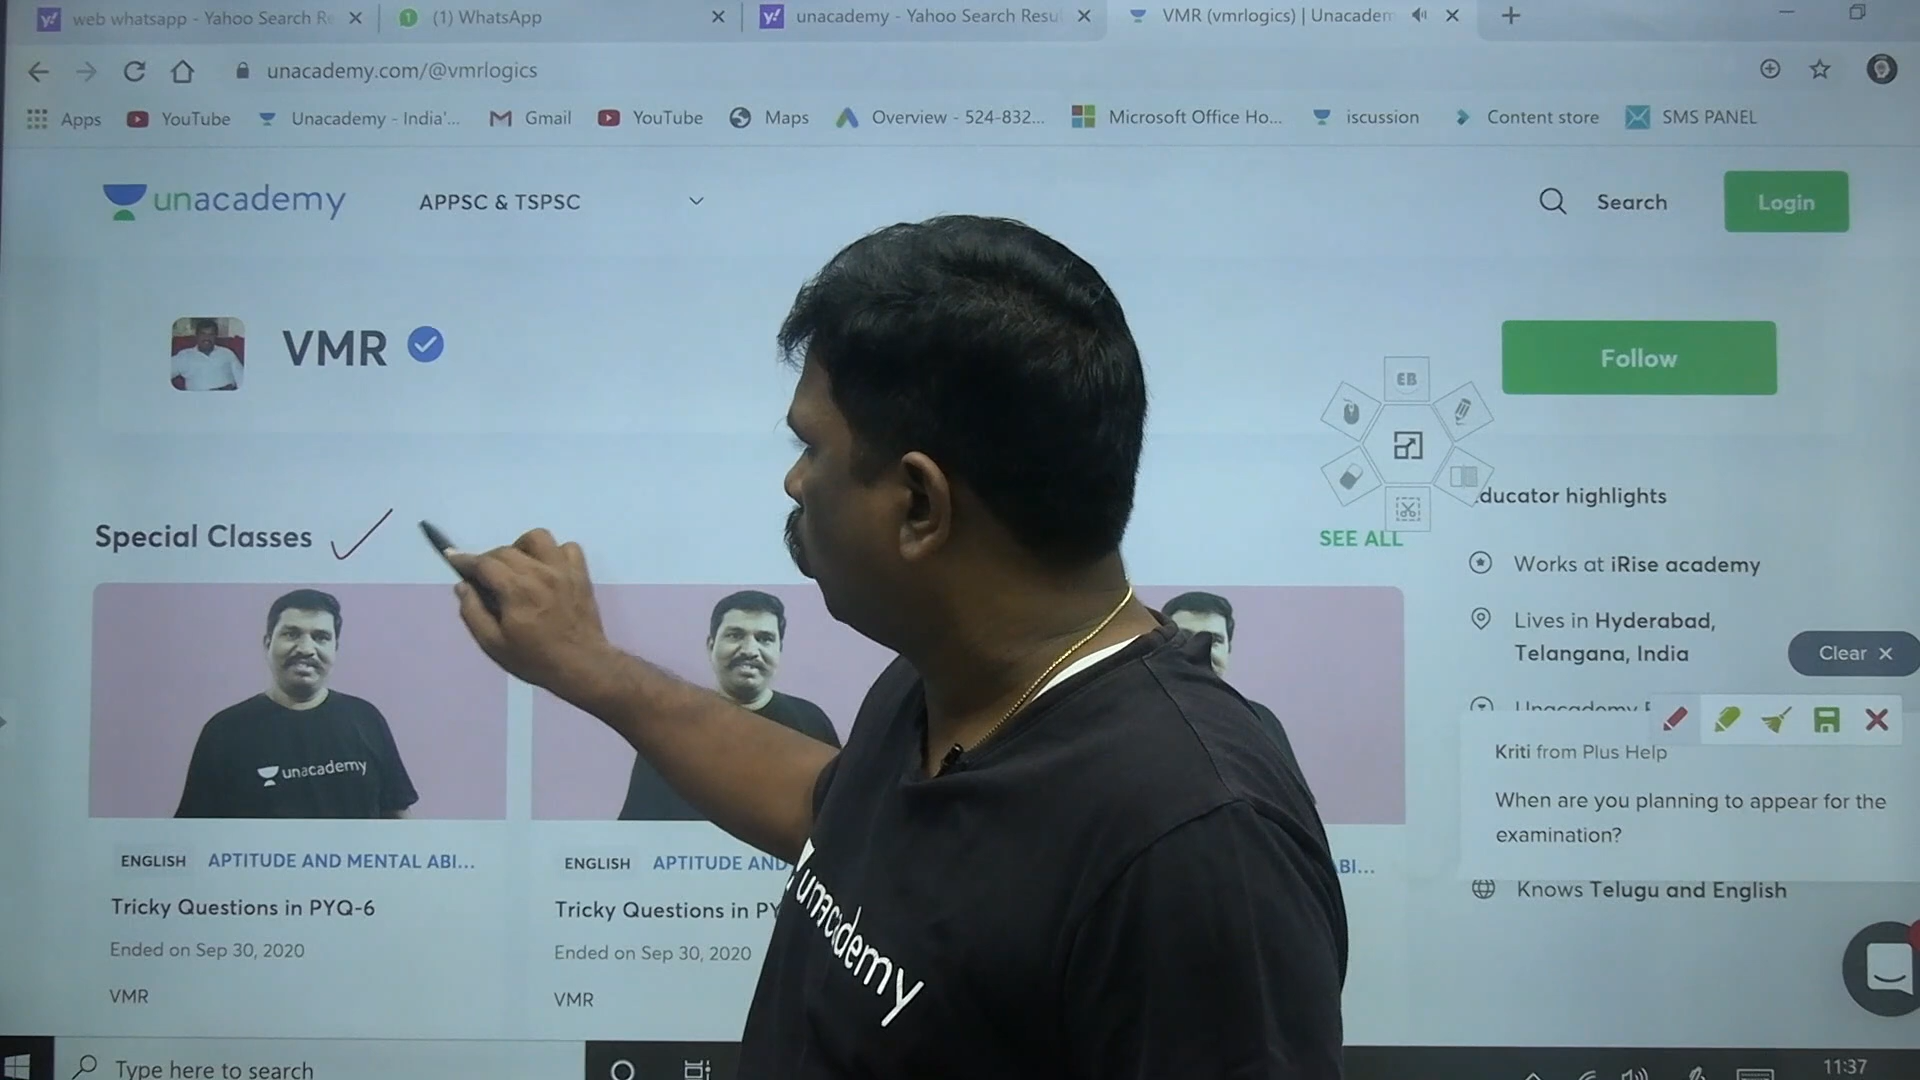 web whatsapp - Yahoo Search Re
(1) WhatsApp
unacademy - Yahoo Search Resu
VMR (vmrlogics) | Unacadem
unacademy.com/@vmrlogics
Apps
YouTube
Unacademy - India'...
Gmail
YouTube
Maps
Overview - 524-832...
Microsoft Office Ho...
iscussion
Content store
SMS PANEL
unacademy
APPSC & TSPSC
Search
Login
VMR
Follow
EB
Special Classes
SEE ALL
ducator highlights
Works at iRise academy
Lives in Hyderabad,
Telangana, India
Clear
unacademy
Kriti from Plus Help
When are you planning to appear for the
examination?
Knows Telugu and English
ENGLISH APTITUDE AND MENTAL ABI...
Tricky Questions in PYQ-6
Ended on Sep 30, 2020
VMR
ENGLISH APTITUDE AND
Tricky Questions in PY
Ended on Sep 30, 2020
VMR
BI...
unacademy
Type here to search
11:37